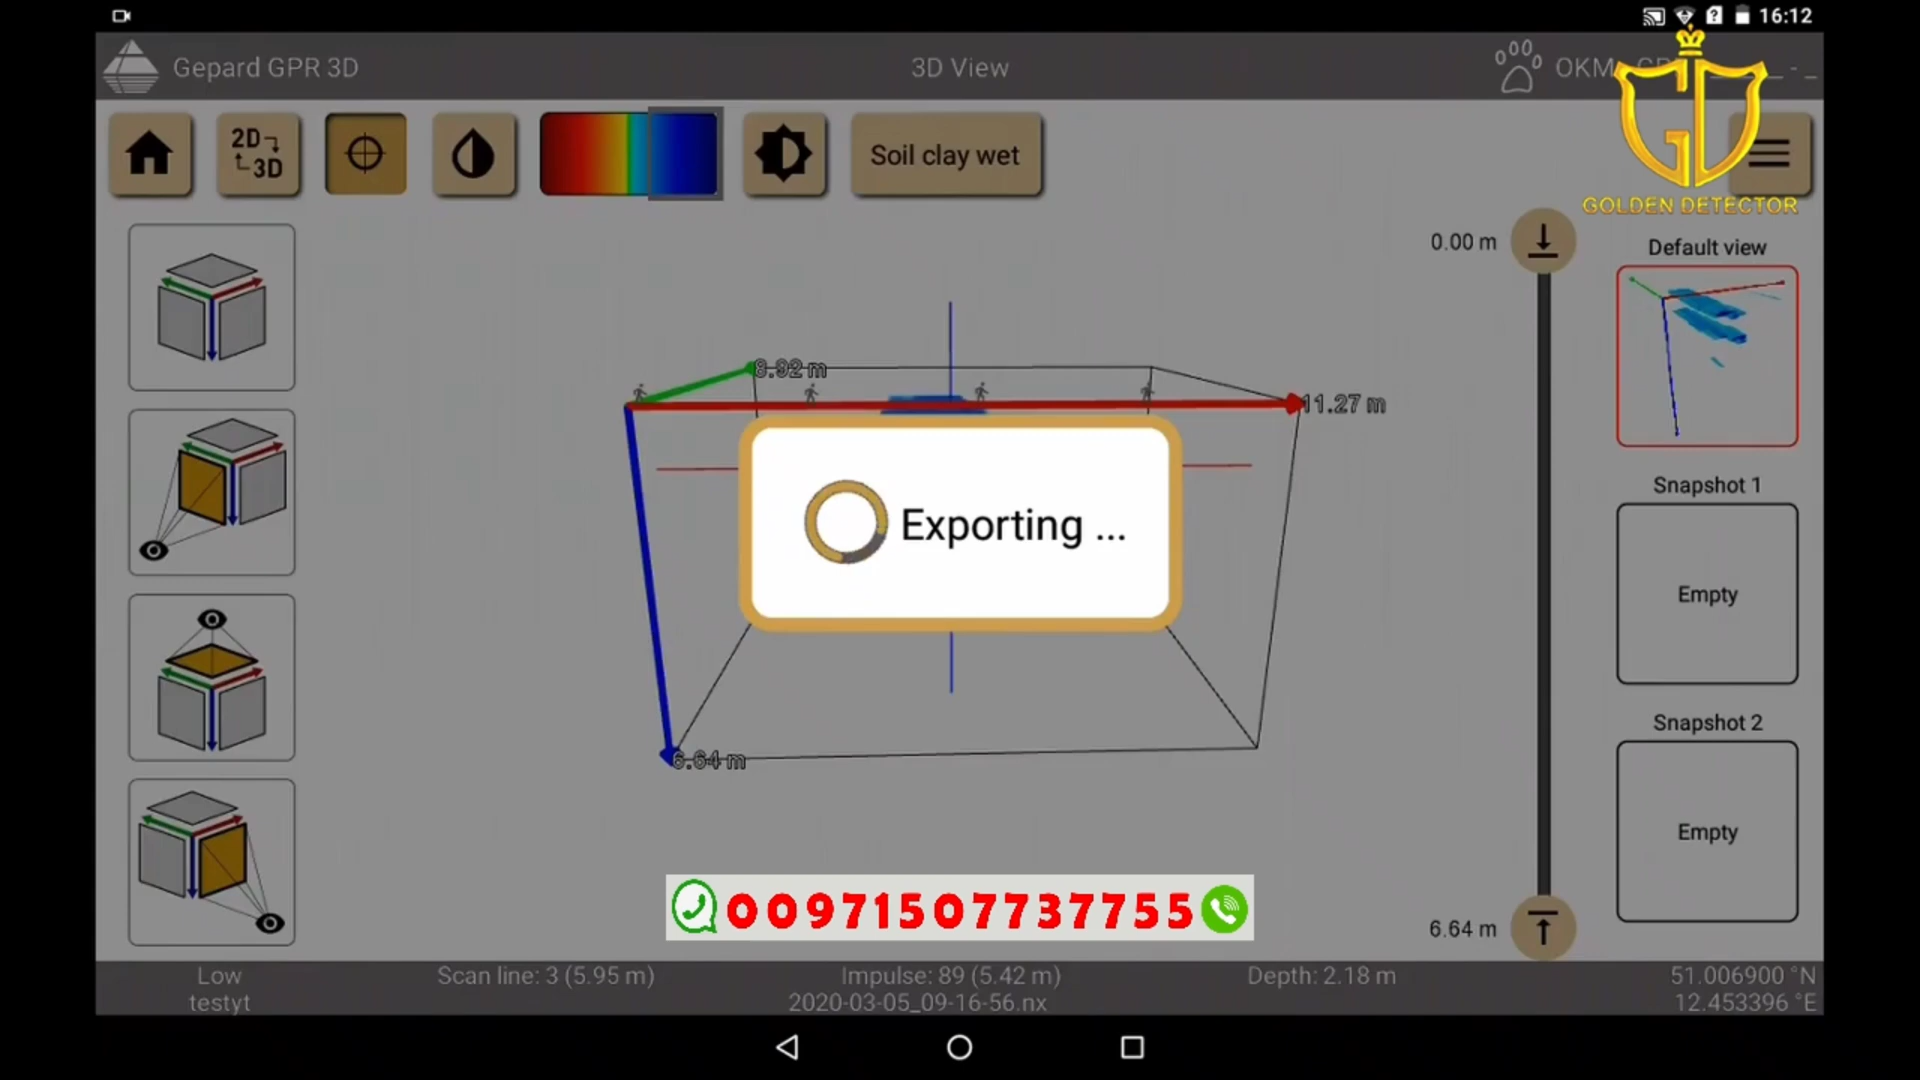 16:12
Gepard GPR 3D
3D View
OKM
GOLDEN DETECTOR
2D
3D
Soil clay wet
0.00 m
Default view
8.92 m
11.27 m
Snapshot 1
Exporting ...
Empty
Snapshot 2
6.64 m
Empty
00971507737755
6.64 m
Low
Scan line: 3 (5.95 m)
Impulse: 89 (5.42 m)
Depth: 2.18 m
51.006900 °N
testyt
2020-03-05_09-16-56.nx
12.453396 °E